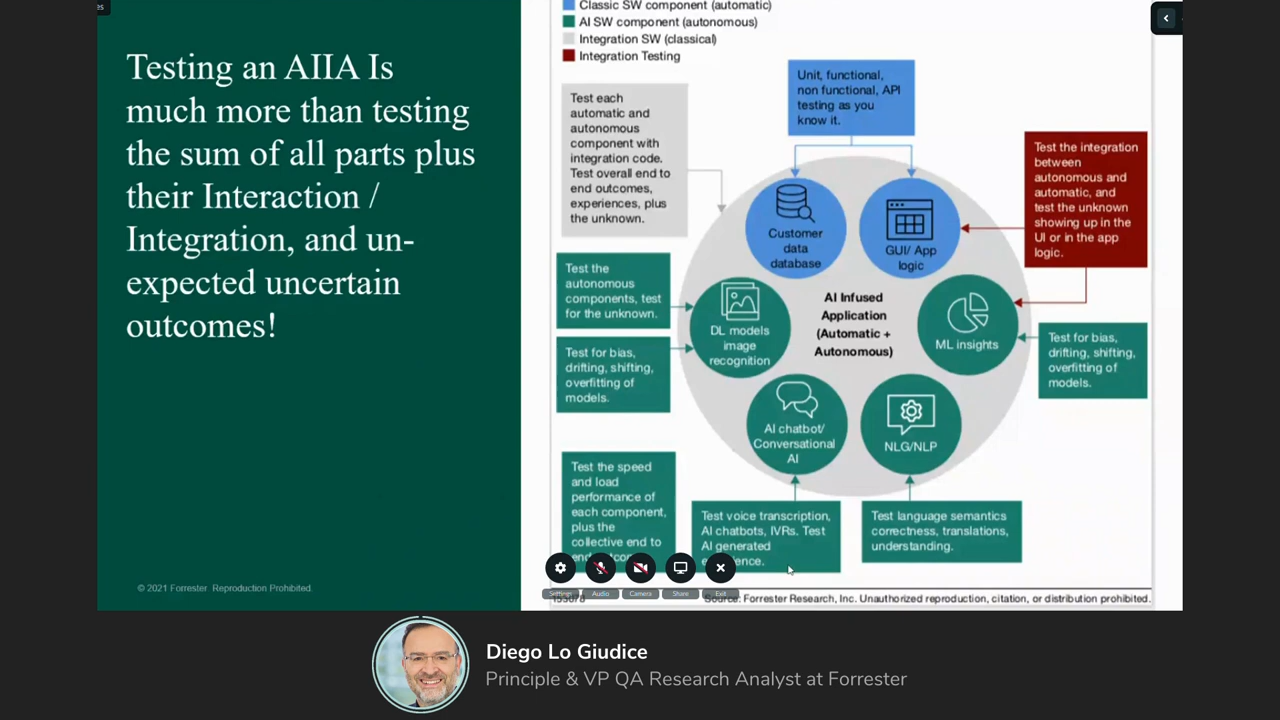 es
Testing an AIIA Is
much more than testing
the sum of all parts plus
their Interaction /
Integration, and un-
expected uncertain
outcomes!
© 2021 Forrester. Reproduction Prohibited.
Classic SW component (automatic)
AI SW component (autonomous)
Integration SW (classical)
Integration Testing
Test each
automatic and
autonomous
component with
integration code.
Test overall end to
end outcomes,
experiences, plus
the unknown.
Unit, functional,
non functional, API
testing as you
know it.
Test the integration
between
autonomous and
automatic, and
test the unknown
showing up in the
UI or in the app
logic.
Customer
data
database
GUI/ App
logic
Test the
autonomous
components, test
for the unknown.
Test for bias,
drifting, shifting,
overfitting of
models.
DL models
image
recognition
AI Infused
Application
(Automatic +
Autonomous)
ML insights
Test for bias,
drifting, shifting,
overfitting of
models.
AI chatbot/
Conversational
AI
NLG/NLP
Test the speed
and load
performance of
each component,
plus the
collective end to
end
Test voice transcription,
AI chatbots, IVRs. Test
AI generated
Test language semantics
correctness, translations,
understanding.
Settings
Audio
Camera
Share
Exit
Source: Forrester Research, Inc. Unauthorized reproduction, citation, or distribution prohibited.
Diego Lo Giudice
Principle & VP QA Research Analyst at Forrester